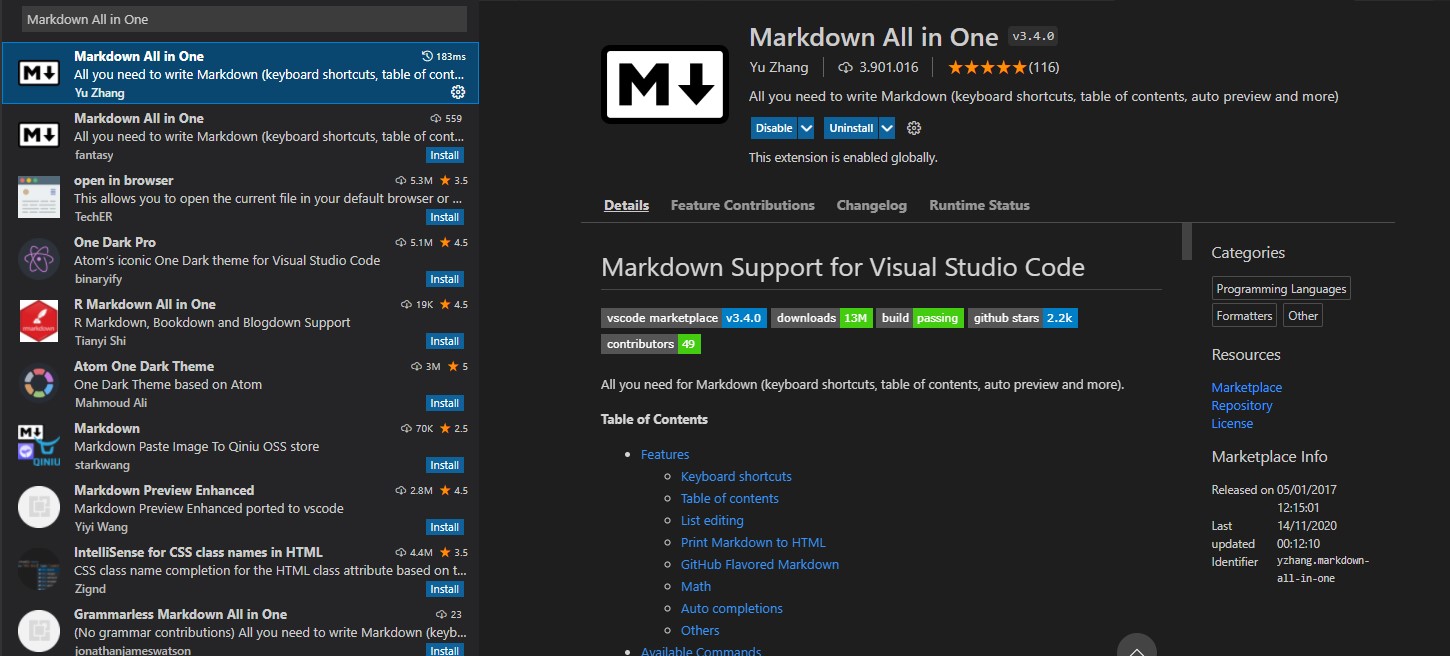 Markdown All in One
Markdown All in One 183ms
All you need to write Markdown (keyboard shortcuts, table of cont...
Yu Zhang
Markdown All in One 559
All you need to write Markdown (keyboard shortcuts, table of cont...
fantasy Install
open in browser 5.3M ★ 3.5
This allows you to open the current file in your default browser or ...
TechER Install
One Dark Pro 5.1M ★ 4.5
Atom's iconic One Dark theme for Visual Studio Code
binaryify Install
R Markdown All in One 19K ★ 4.5
R Markdown, Bookdown and Blogdown Support
Tianyi Shi Install
Atom One Dark Theme 3M ★ 5
One Dark Theme based on Atom
Mahmoud Ali Install
Markdown 70K ★ 2.5
Markdown Paste Image To Qiniu OSS store
starkwang Install
Markdown Preview Enhanced 2.8M ★ 4.5
Markdown Preview Enhanced ported to vscode
Yiyi Wang Install
IntelliSense for CSS class names in HTML 4.4M ★ 3.5
CSS class name completion for the HTML class attribute based on t...
Zignd Install
Grammarless Markdown All in One 23
(No grammar contributions) All you need to write Markdown (keyb...
jonathanjameswatson Install
M
Markdown All in One v3.4.0
Yu Zhang 3.901.016 ★★★★★(116)
All you need to write Markdown (keyboard shortcuts, table of contents, auto preview and more)
Disable Uninstall
This extension is enabled globally.
Details Feature Contributions Changelog Runtime Status
Markdown Support for Visual Studio Code
vscode marketplace v3.4.0 downloads 13M build passing github stars 2.2k
contributors 49
All you need for Markdown (keyboard shortcuts, table of contents, auto preview and more).
Table of Contents
Features
Keyboard shortcuts
Table of contents
List editing
Print Markdown to HTML
GitHub Flavored Markdown
Math
Auto completions
Others
Available Commands
Categories
Programming Languages
Formatters Other
Resources
Marketplace
Repository
License
Marketplace Info
Released on 05/01/2017
12:15:01
Last 14/11/2020
updated 00:12:10
Identifier yzhang.markdown-
all-in-one